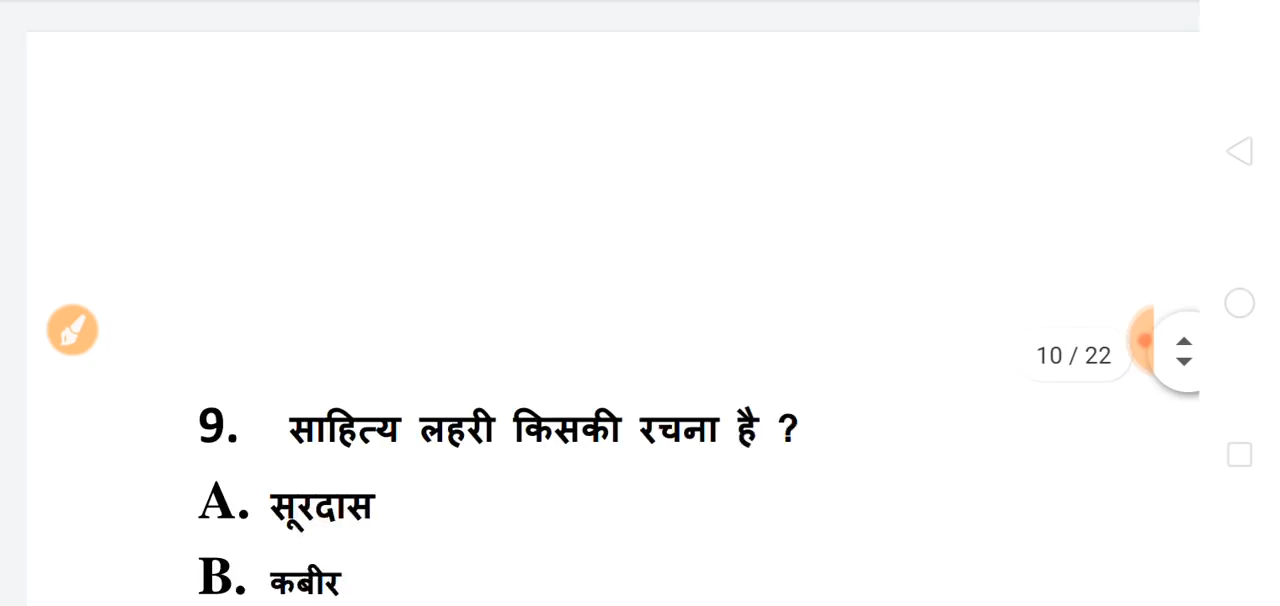 10 / 22
9. साहित्य लहरी किसकी रचना है ?
A. सूरदास
B. कबीर